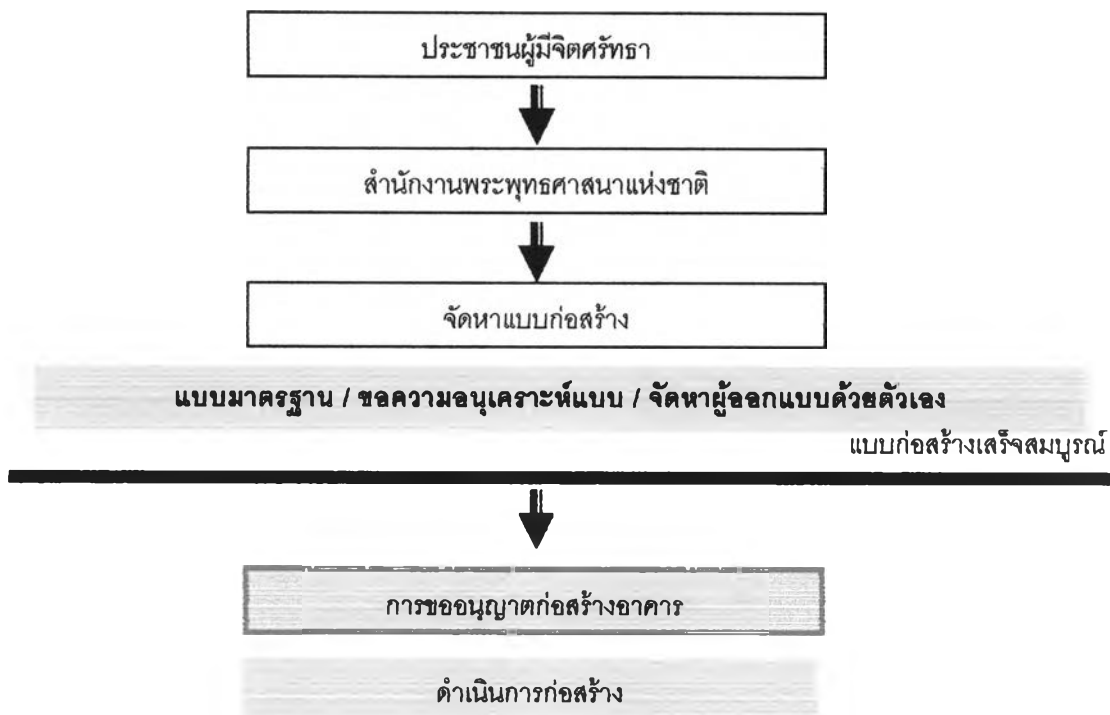 ประชาชนผู้มีจิตศรัทธา
สำนักงานพระพุทธศาสนาแห่งชาติ
จัดหาแบบก่อสร้าง
แบบมาตรฐาน / ขอความอนุเคราะห์แบบ / จัดหาผู้ออกแบบด้วยตัวเอง
แบบก่อสร้างเสร็จสมบูรณ์
การขออนุญาตก่อสร้างอาคาร
ดำเนินการก่อสร้าง